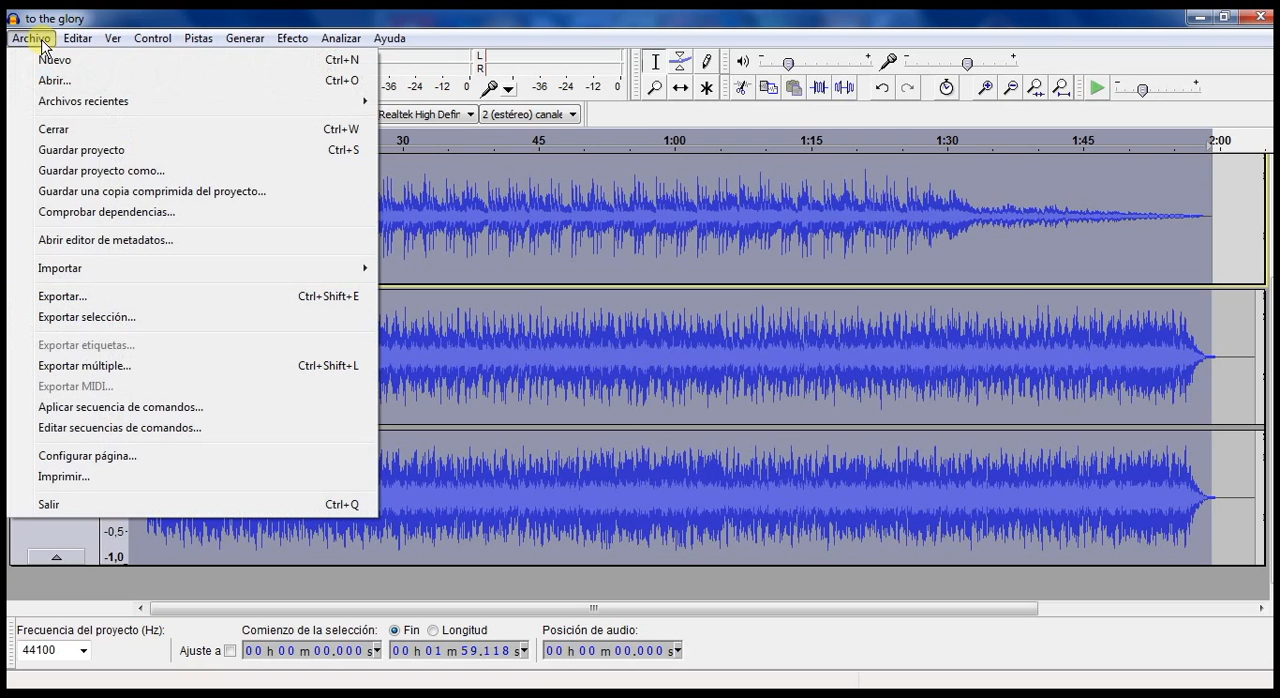 to the glory
Archivo Editar Ver Control Pistas Generar Efecto Analizar Ayuda
Nuevo Ctrl+N
Abrir... Ctrl+O
Archivos recientes
Cerrar Ctrl+W
Guardar proyecto Ctrl+S
Guardar proyecto como...
Guardar una copia comprimida del proyecto...
Comprobar dependencias...
Abrir editor de metadatos...
Importar
Exportar... Ctrl+Shift+E
Exportar selección...
Exportar etiquetas...
Exportar múltiple... Ctrl+Shift+L
Exportar MIDI...
Aplicar secuencia de comandos...
Editar secuencias de comandos...
Configurar página...
Imprimir...
Salir Ctrl+Q
L
R
-36 -24 -12 0 -36 -24 -12 0
Realtek High Defir 2 (estéreo) canale
30 45 1:00 1:15 1:30 1:45 2:00
-0,5
-1,0
Frecuencia del proyecto (Hz): Comienzo de la selección: Fin Longitud Posición de audio:
44100 Ajuste a 00 h 00 m 00.000 s 00 h 01 m 59.118 s 00 h 00 m 00.000 s